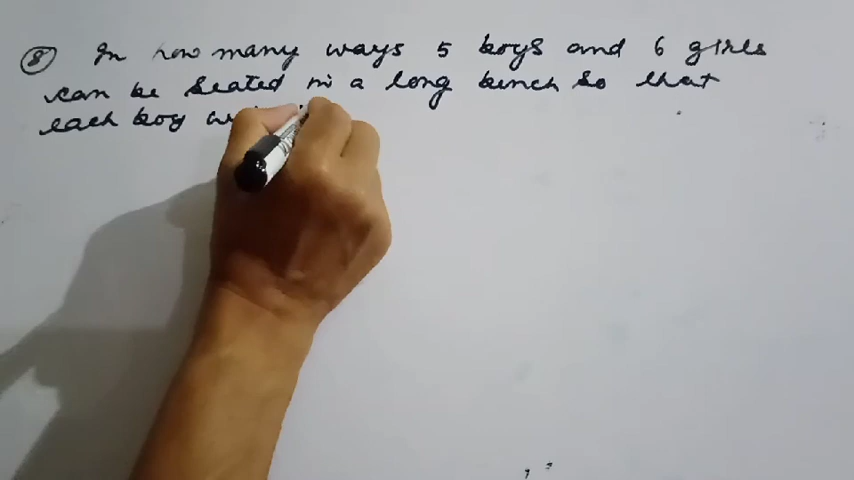 8 In how many ways 5 boys and 6 girls
can be seated in a long bench so that
each boy